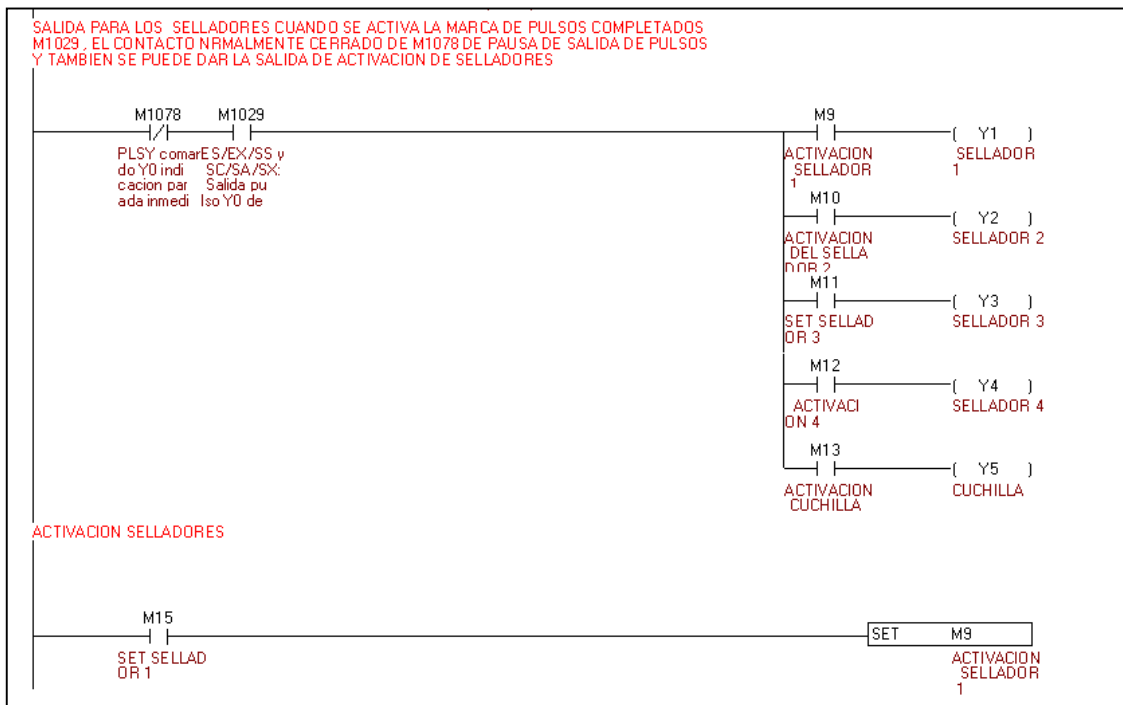 SALIDA PARA LOS SELLADORES CUANDO SE ACTIVA LA MARCA DE PULSOS COMPLETADOS
M1029 , EL CONTACTO NRMALMENTE CERRADO DE M1078 DE PAUSA DE SALIDA DE PULSOS
Y TAMBIEN SE PUEDE DAR LA SALIDA DE ACTIVACION DE SELLADORES
M1078 M1029 M9
( Y1 )
PLSY comar ES/EX/SS y ACTIVACION SELLADOR
do Y0 indi SC/SA/SX: SELLADOR 1
cacion par Salida pu 1
ada inmedi lso Y0 de
M10
( Y2 )
ACTIVACION SELLADOR 2
DEL SELLA
DOR 2
M11
( Y3 )
SET SELLAD SELLADOR 3
OR 3
M12
( Y4 )
ACTIVACI SELLADOR 4
ON 4
M13
( Y5 )
ACTIVACION CUCHILLA
CUCHILLA
ACTIVACION SELLADORES
M15
SET M9
SET SELLAD ACTIVACION
OR 1 SELLADOR
1